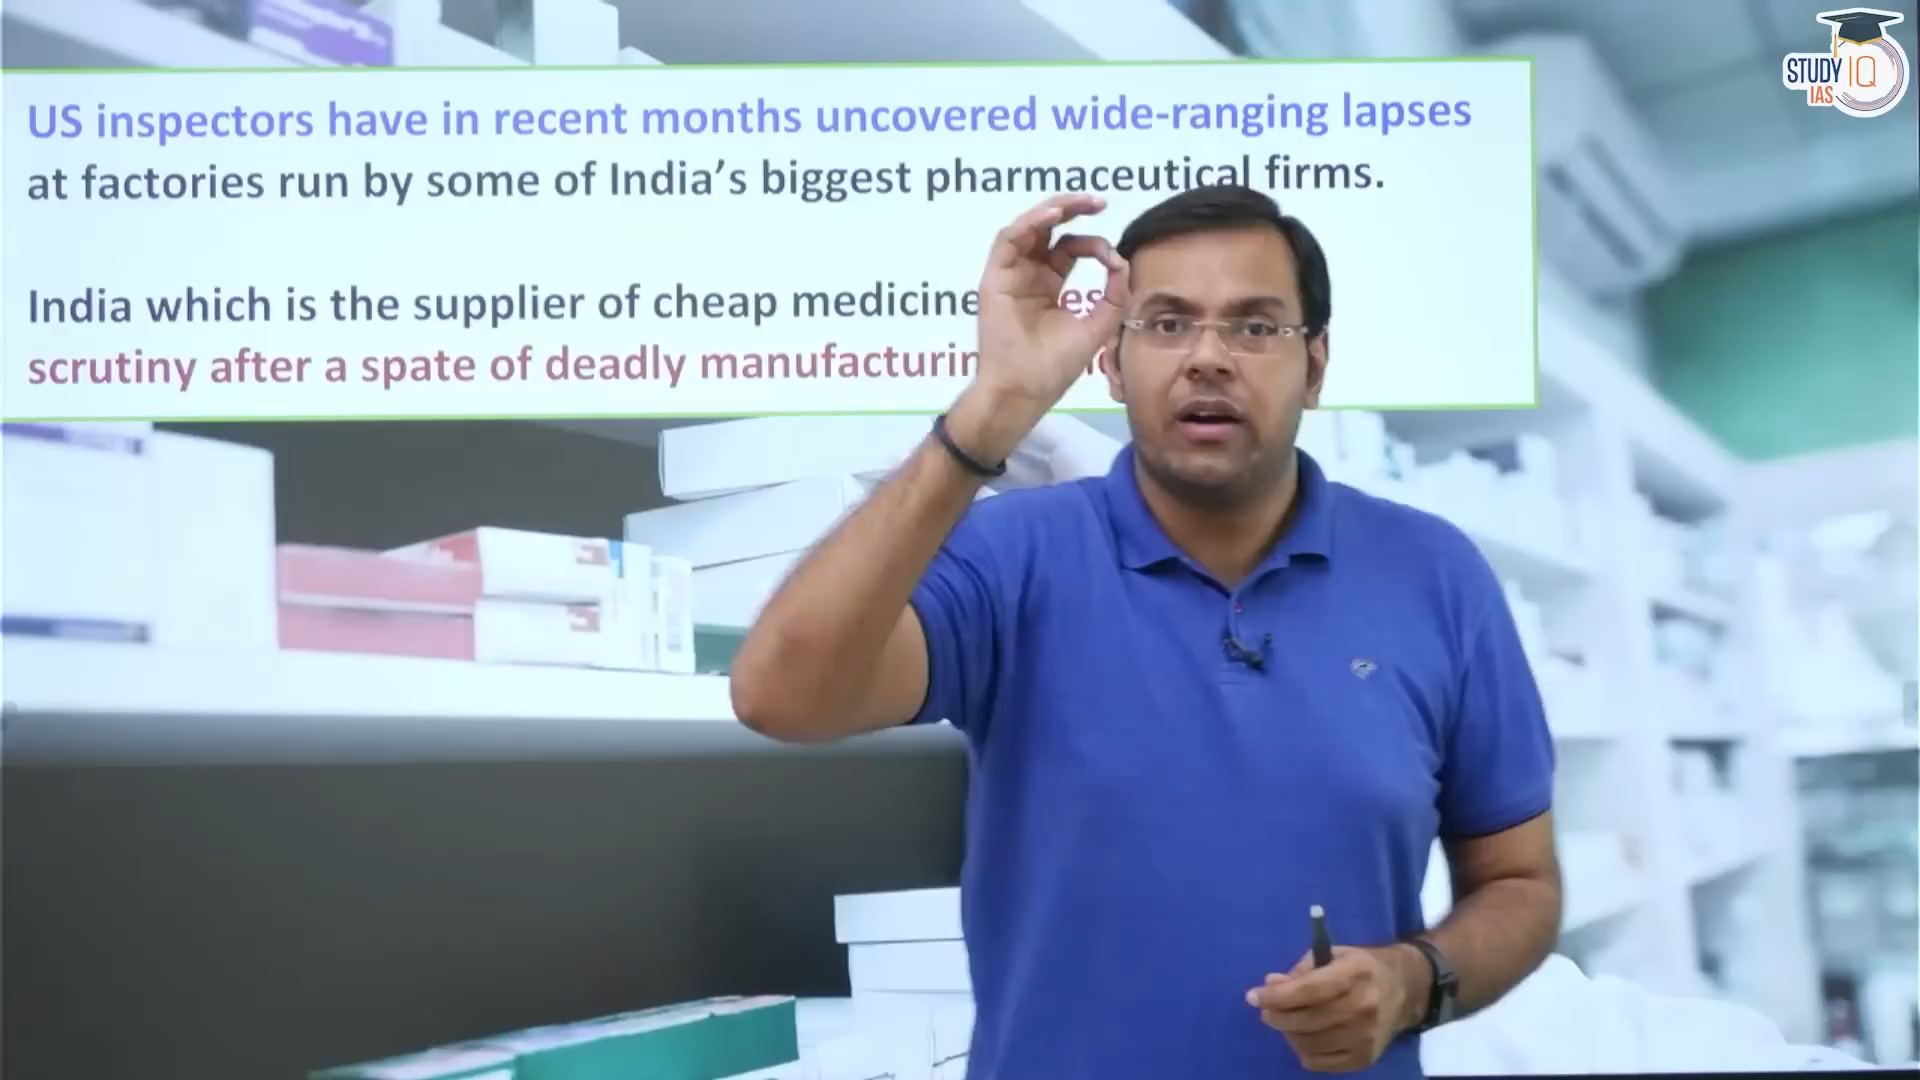 US inspectors have in recent months uncovered wide-ranging lapses
at factories run by some of India's biggest pharmaceutical firms.
India which is the supplier of cheap medicine
scrutiny after a spate of deadly
STUDY IQ
IAS